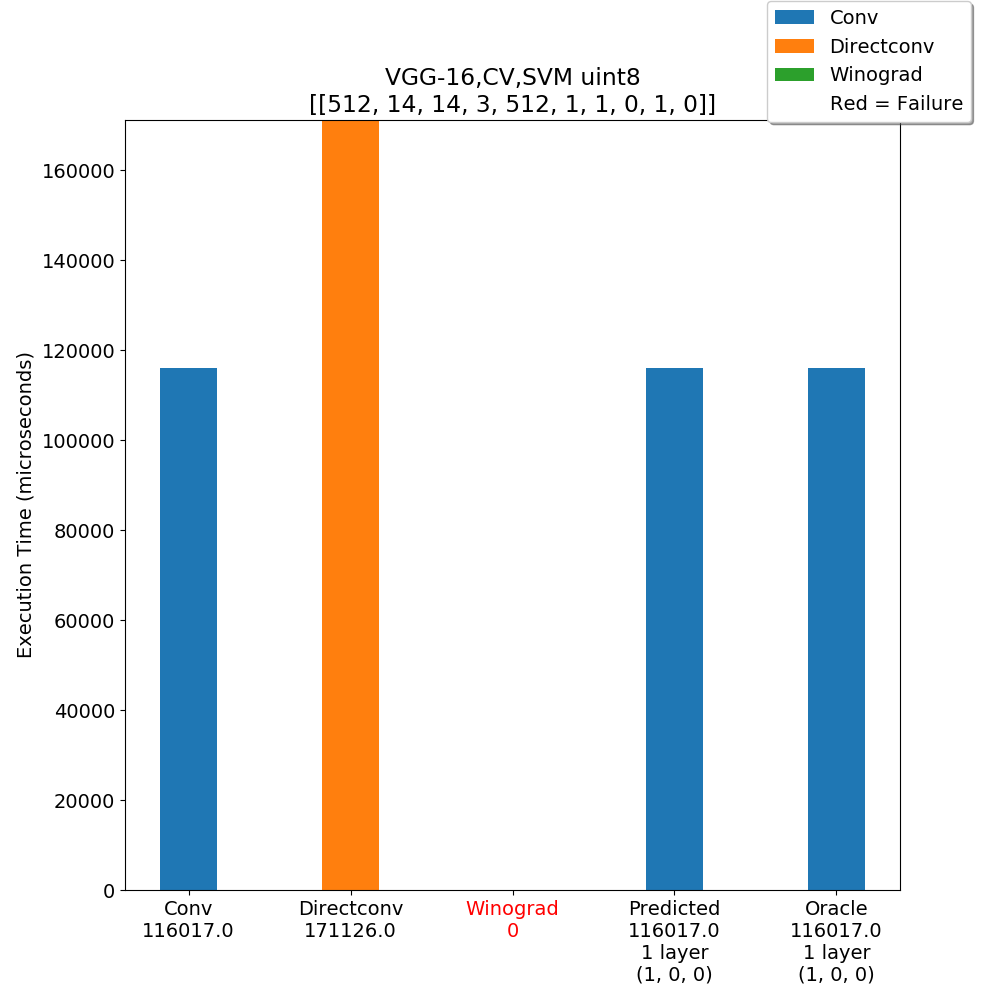 Conv
Directconv
Winograd
Red = Failure
VGG-16,CV,SVM uint8
[[512, 14, 14, 3, 512, 1, 1, 0, 1, 0]]
Execution Time (microseconds)
160000
140000
120000
100000
80000
60000
40000
20000
0
Conv
116017.0
Directconv
171126.0
Winograd
0
Predicted
116017.0
1 layer
(1, 0, 0)
Oracle
116017.0
1 layer
(1, 0, 0)